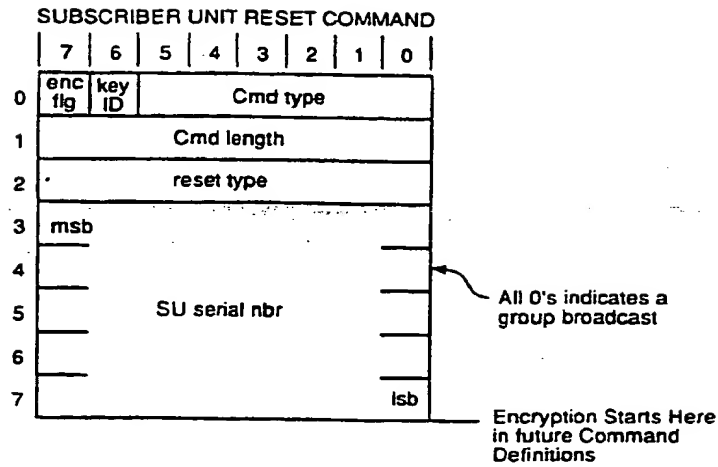 SUBSCRIBER UNIT RESET COMMAND
7 6 5 4 3 2 1 0
0 enc flg key ID Cmd type
1 Cmd length
2 reset type
3 msb
4
5 SU serial nbr
6
7 lsb
All 0's indicates a
group broadcast
Encryption Starts Here
in future Command
Definitions